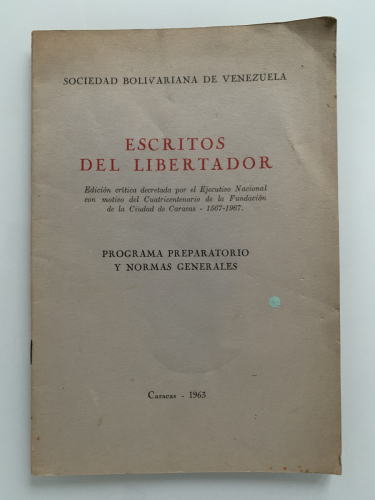 SOCIEDAD BOLIVARIANA DE VENEZUELA
ESCRITOS
DEL LIBERTADOR
Edición crítica decretada por el Ejecutivo Nacional
con motivo del Cuatricentenario de la Fundación
de la Ciudad de Caracas - 1567-1967.
PROGRAMA PREPARATORIO
Y NORMAS GENERALES
Caracas - 1963